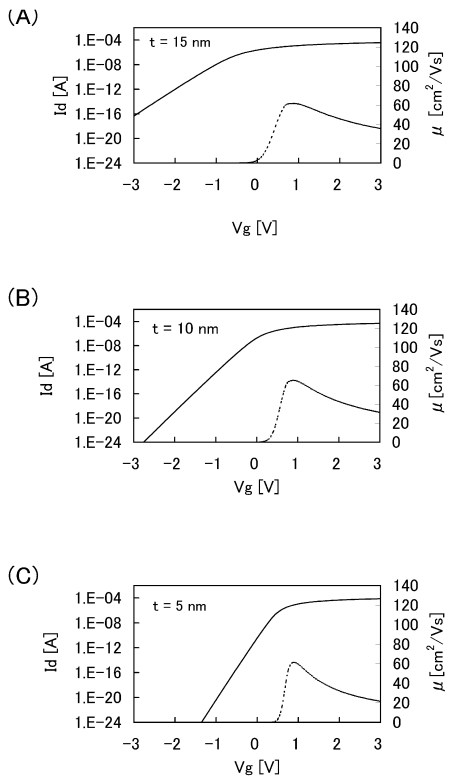 (A)
t = 15 nm
Id [A]
1.E-04
1.E-08
1.E-12
1.E-16
1.E-20
1.E-24
140
120
100
80
60
40
20
0
μ [cm²/Vs]
-3 -2 -1 0 1 2 3
Vg [V]
(B)
t = 10 nm
Id [A]
1.E-04
1.E-08
1.E-12
1.E-16
1.E-20
1.E-24
140
120
100
80
60
40
20
0
μ [cm²/Vs]
-3 -2 -1 0 1 2 3
Vg [V]
(C)
t = 5 nm
Id [A]
1.E-04
1.E-08
1.E-12
1.E-16
1.E-20
1.E-24
140
120
100
80
60
40
20
0
μ [cm²/Vs]
-3 -2 -1 0 1 2 3
Vg [V]